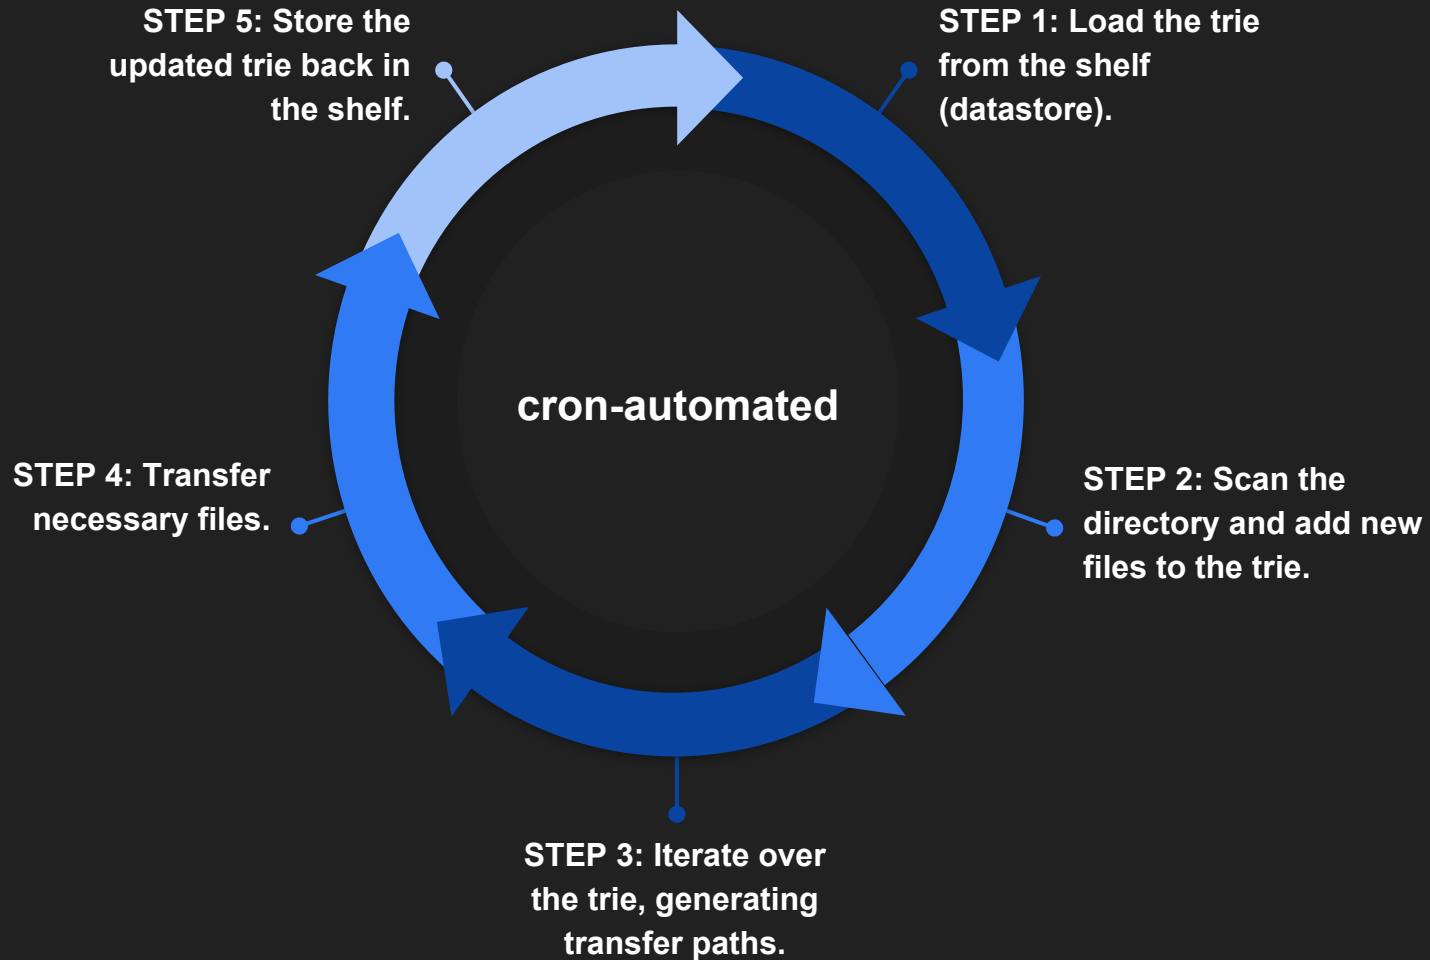 STEP 5: Store the
updated trie back in
the shelf.
STEP 1: Load the trie
from the shelf
(datastore).
cron-automated
STEP 4: Transfer
necessary files.
STEP 2: Scan the
directory and add new
files to the trie.
STEP 3: Iterate over
the trie, generating
transfer paths.